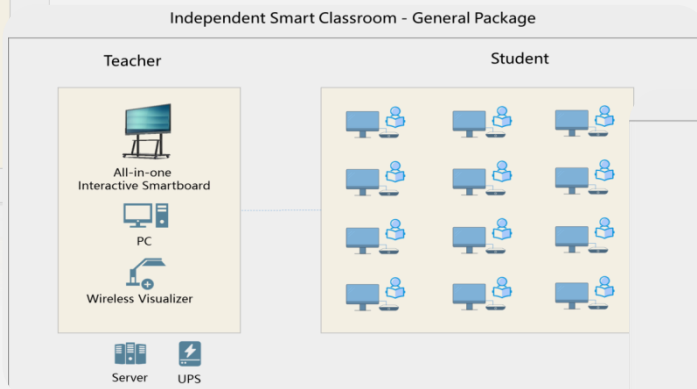 Independent Smart Classroom - General Package
Teacher
Student
All-in-one
Interactive Smartboard
PC
Wireless Visualizer
Server
UPS